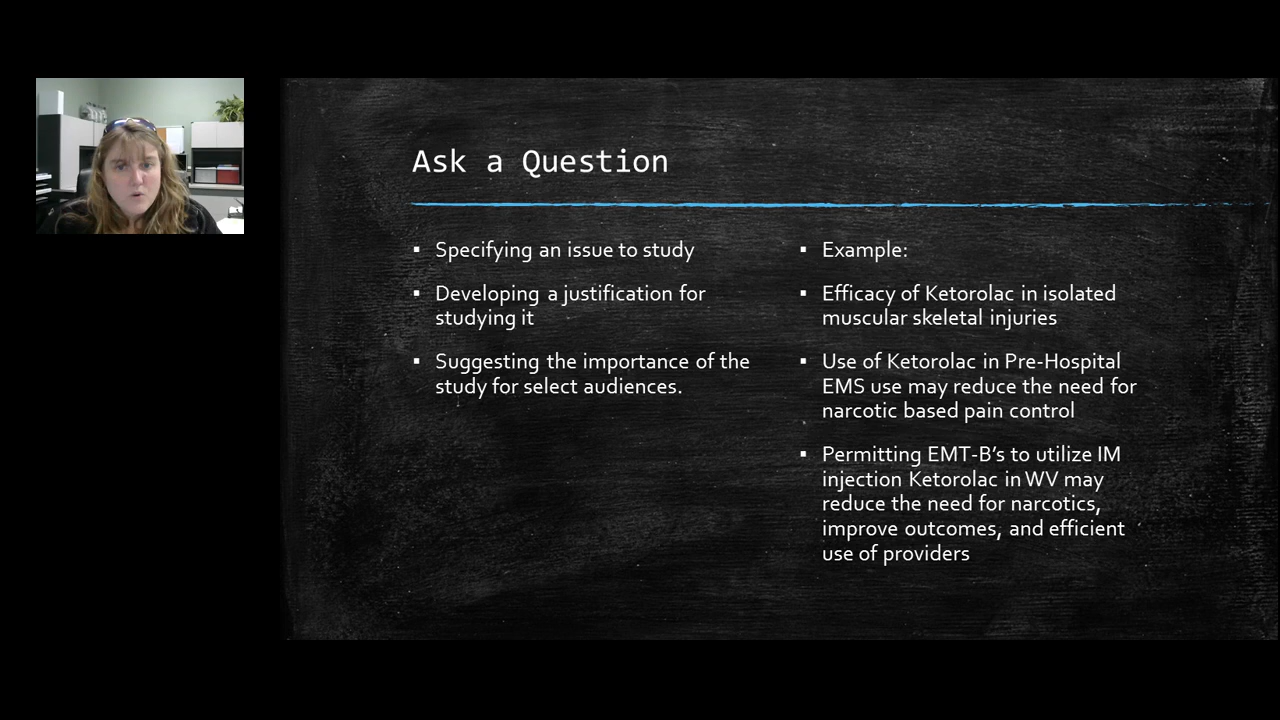 Ask a Question
Specifying an issue to study
Developing a justification for
studying it
Suggesting the importance of the
study for select audiences.
Example:
Efficacy of Ketorolac in isolated
muscular skeletal injuries
Use of Ketorolac in Pre-Hospital
EMS use may reduce the need for
narcotic based pain control
Permitting EMT-B’s to utilize IM
injection Ketorolac in WV may
reduce the need for narcotics,
improve outcomes, and efficient
use of providers